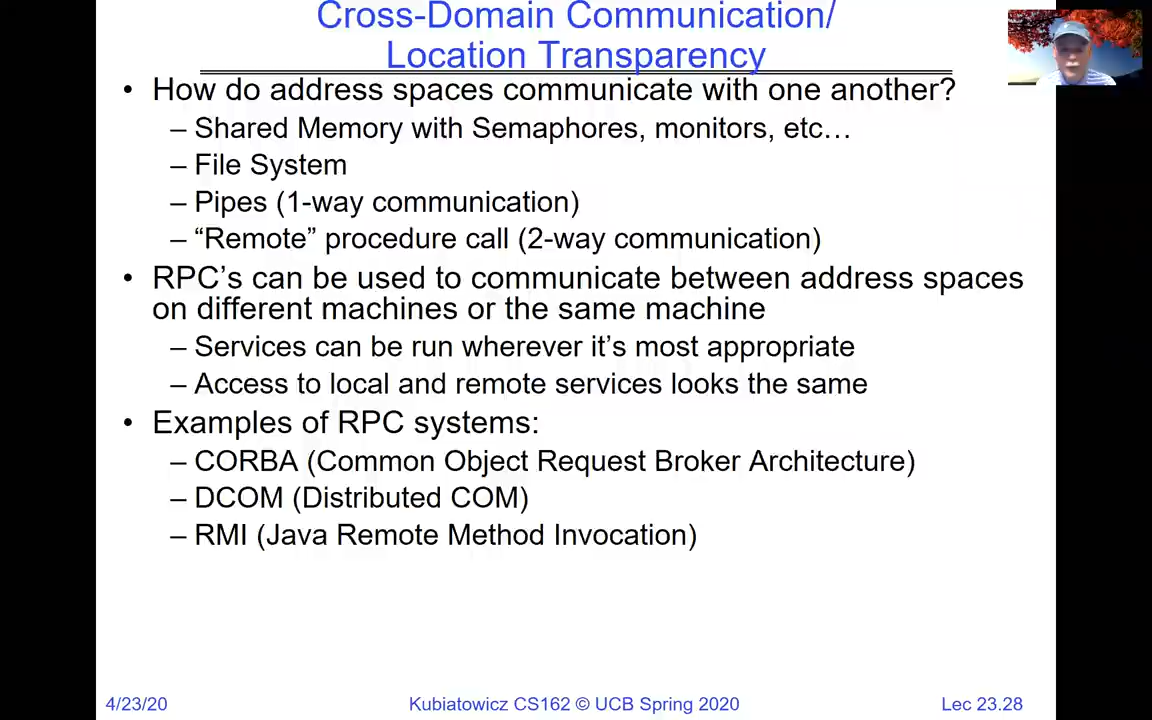 Cross-Domain Communication/
Location Transparency
• How do address spaces communicate with one another?
– Shared Memory with Semaphores, monitors, etc…
– File System
– Pipes (1-way communication)
– “Remote” procedure call (2-way communication)
• RPC’s can be used to communicate between address spaces
on different machines or the same machine
– Services can be run wherever it’s most appropriate
– Access to local and remote services looks the same
• Examples of RPC systems:
– CORBA (Common Object Request Broker Architecture)
– DCOM (Distributed COM)
– RMI (Java Remote Method Invocation)
4/23/20 Kubiatowicz CS162 © UCB Spring 2020 Lec 23.28